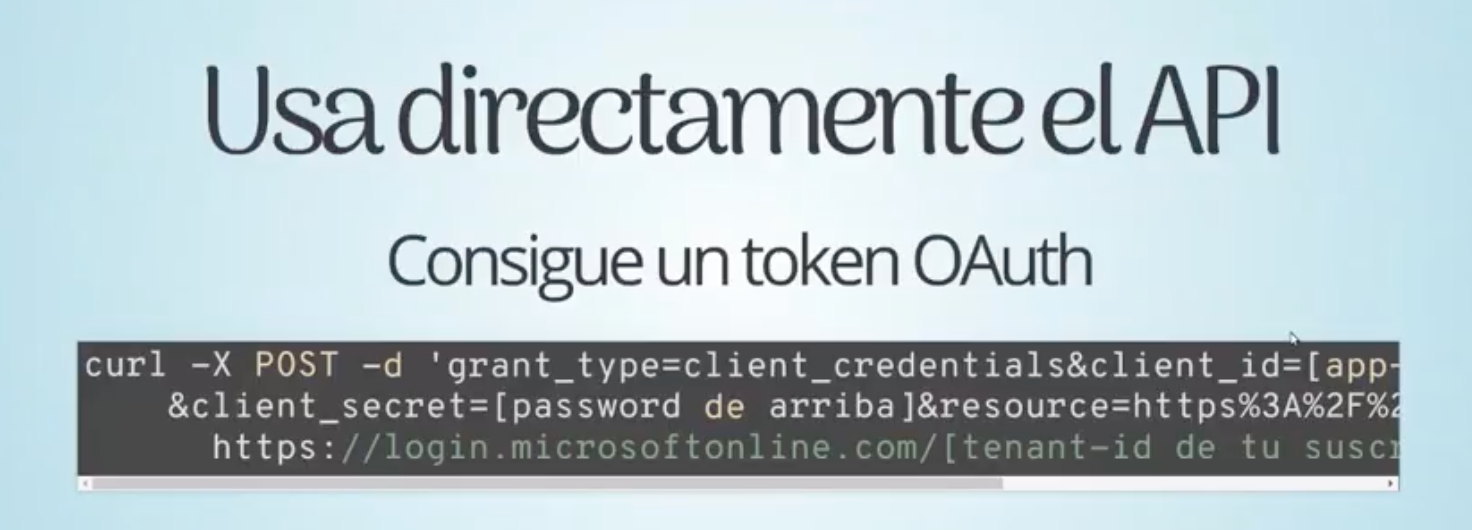 Usa directamente el API
Consigue un token OAuth
curl -X POST -d 'grant_type=client_credentials&client_id=[app-
&client_secret=[password de arriba]&resource=https%3A%2F%2
https://login.microsoftonline.com/[tenant-id de tu suscr